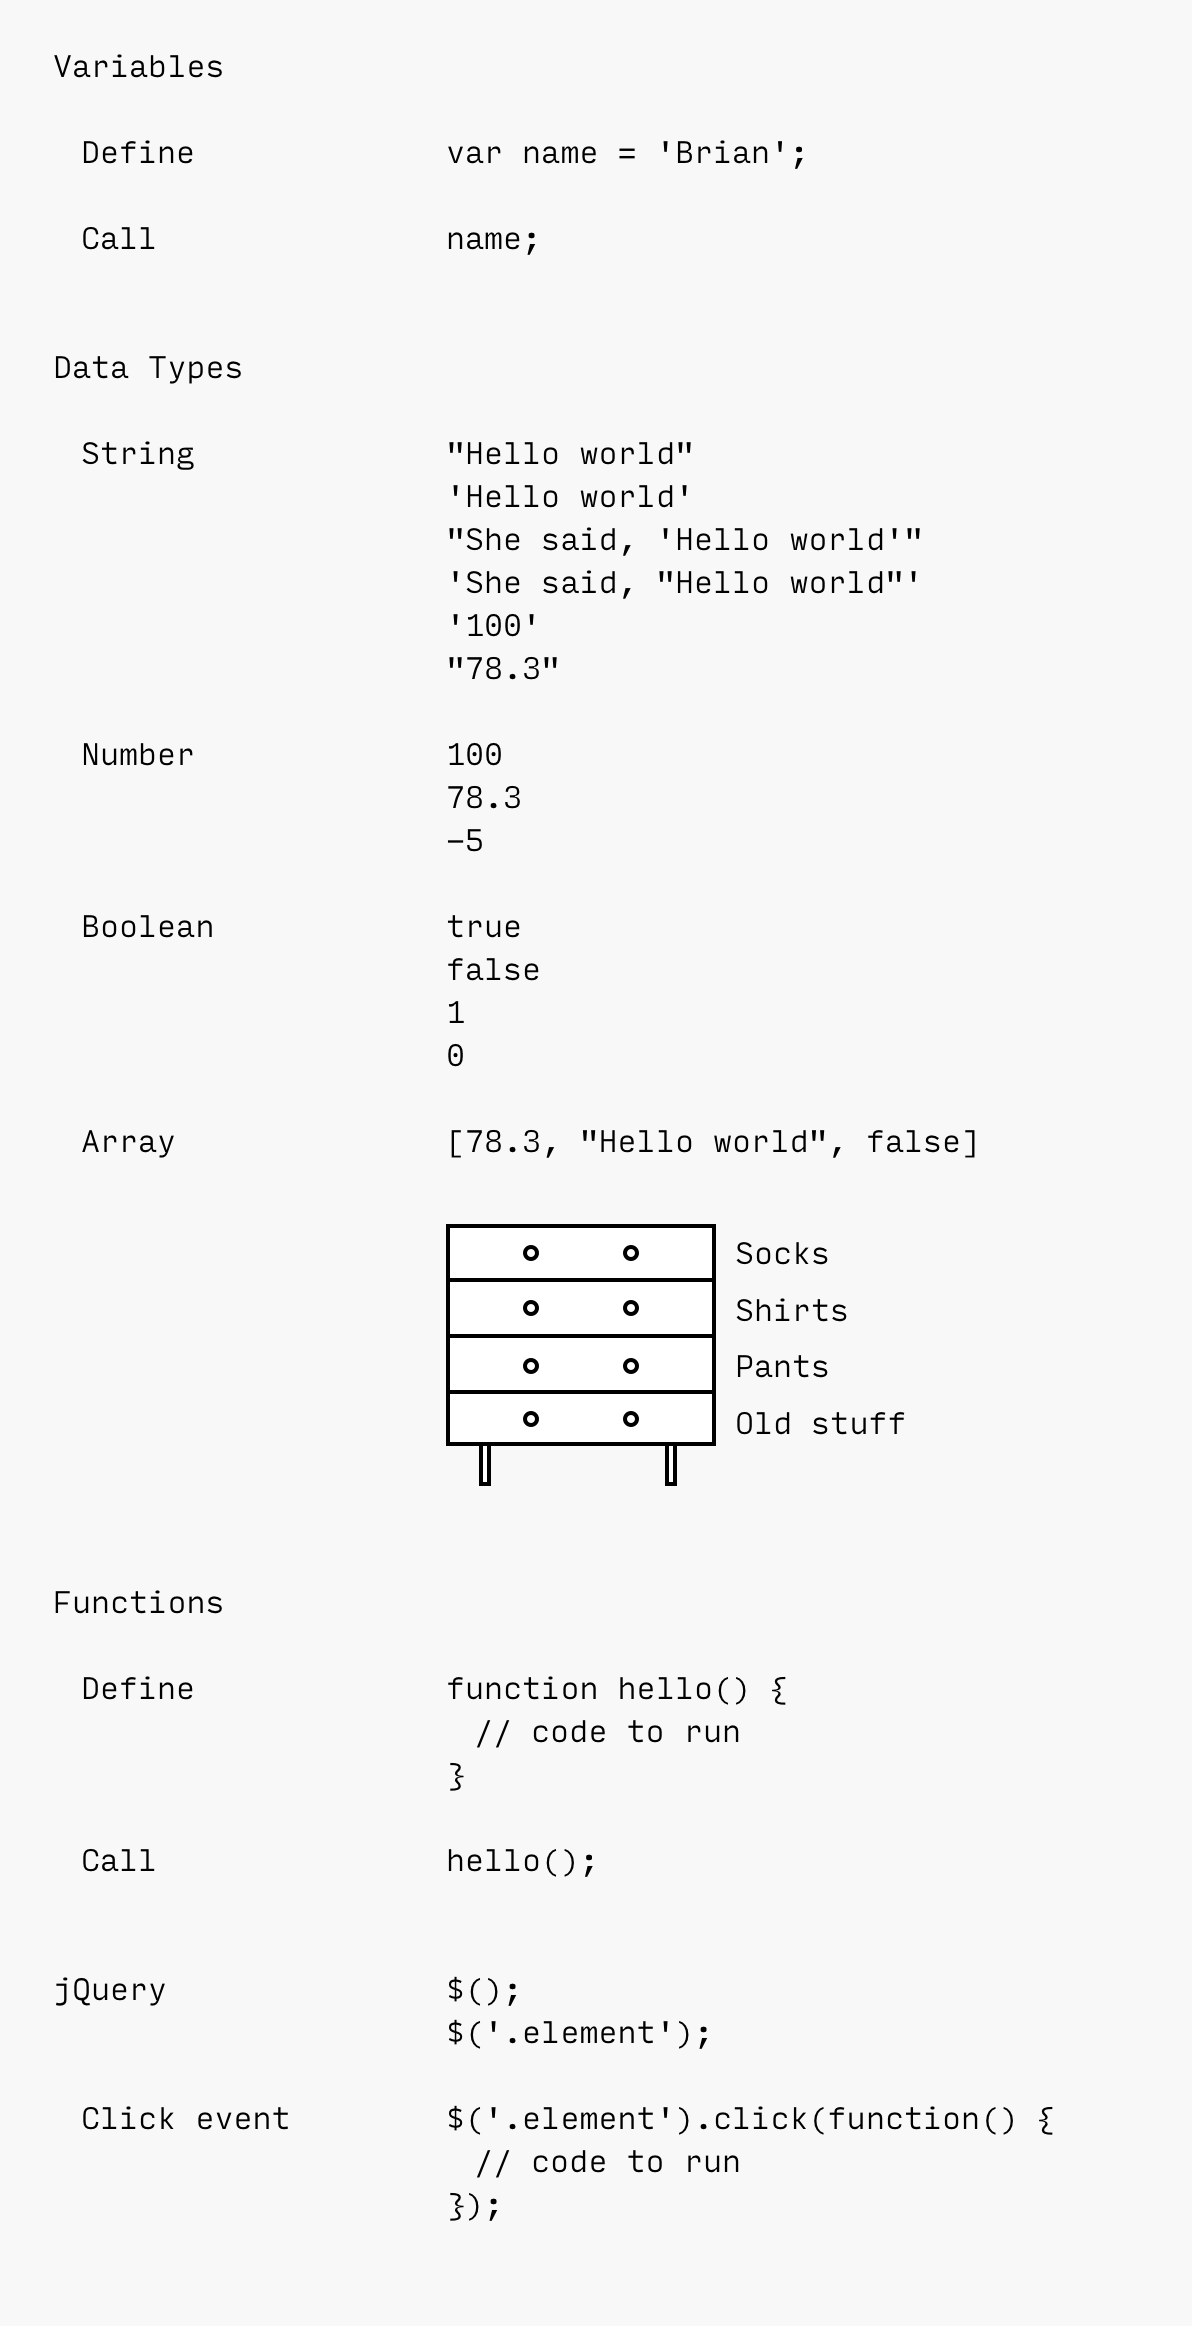 Variables
Define var name = 'Brian';
Call name;
Data Types
String "Hello world"
'Hello world'
"She said, 'Hello world'"
'She said, "Hello world"'
'100'
"78.3"
Number 100
78.3
−5
Boolean true
false
1
0
Array [78.3, "Hello world", false]
Socks
Shirts
Pants
Old stuff
Functions
Define function hello() {
// code to run
}
Call hello();
jQuery $();
$('.element');
Click event $('.element').click(function() {
// code to run
});